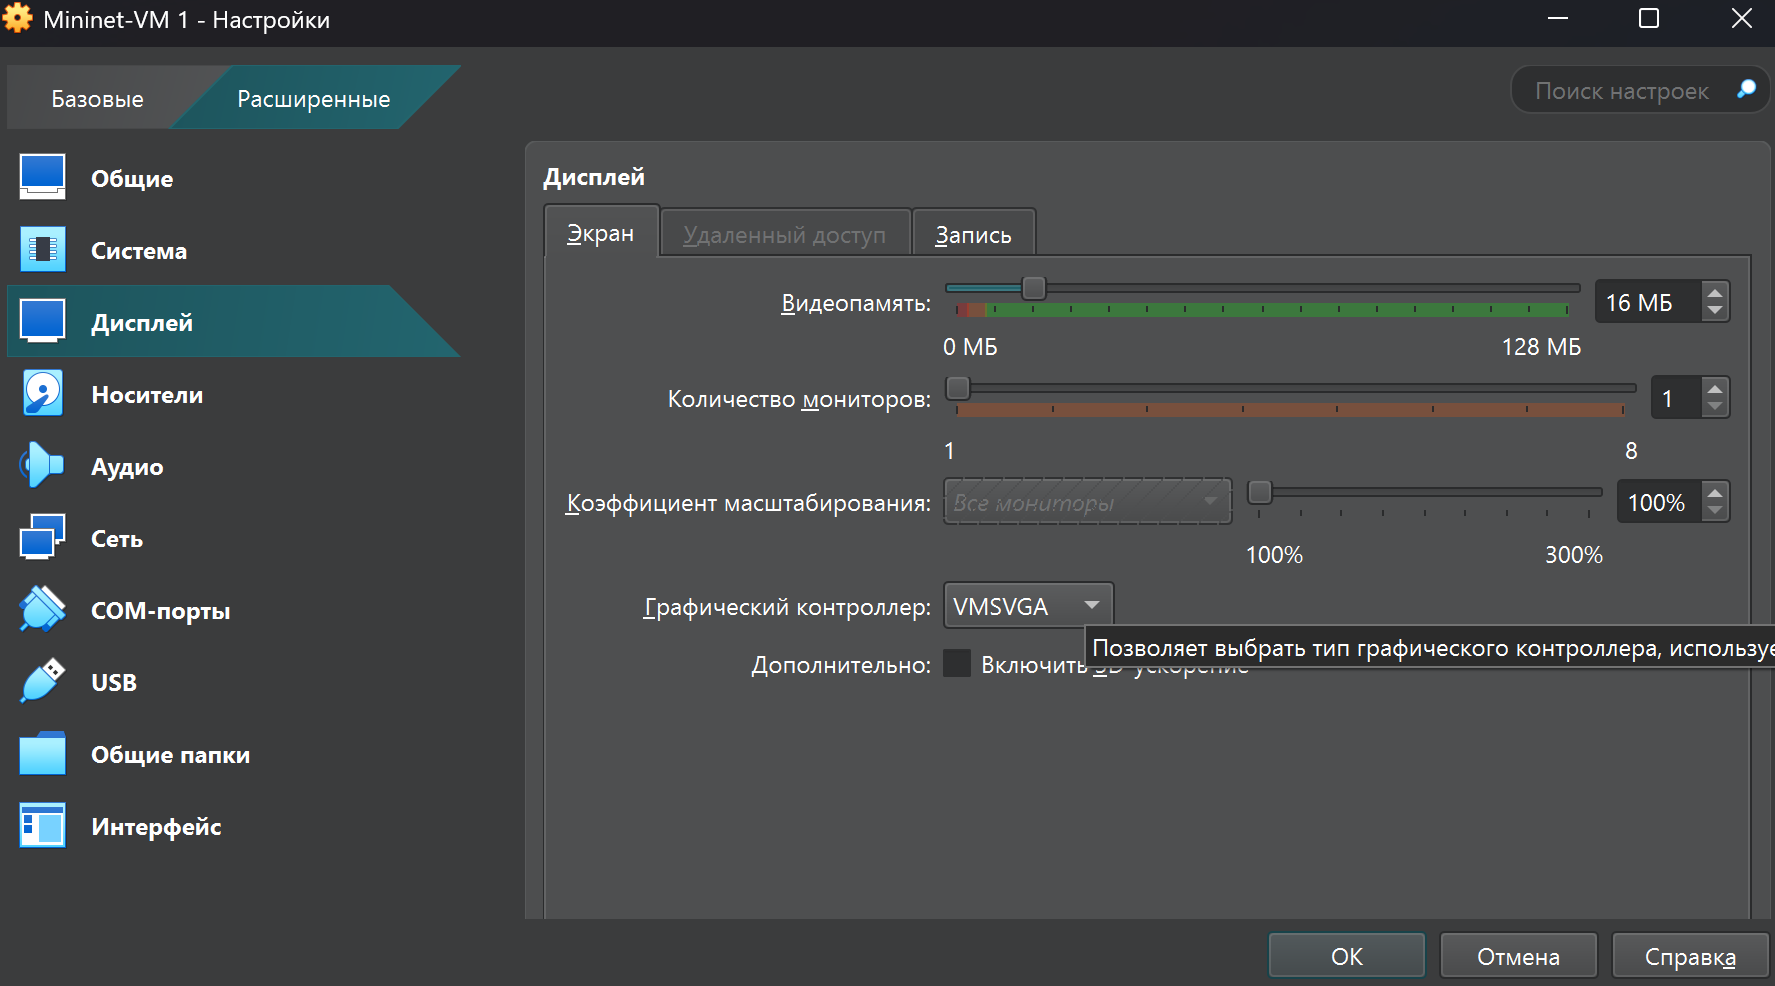 Mininet-VM 1 - Настройки
Базовые
Расширенные
Поиск настроек
Общие
Система
Дисплей
Носители
Аудио
Сеть
COM-порты
USB
Общие папки
Интерфейс
Дисплей
Экран
Удаленный доступ
Запись
Видеопамять:
16 МБ
0 МБ
128 МБ
Количество мониторов:
1
1
8
Коэффициент масштабирования:
Все мониторы
100%
100%
300%
Графический контроллер:
VMSVGA
Позволяет выбрать тип графического контроллера, используе
Дополнительно:
Включить 3D-ускорение
OK
Отмена
Справка